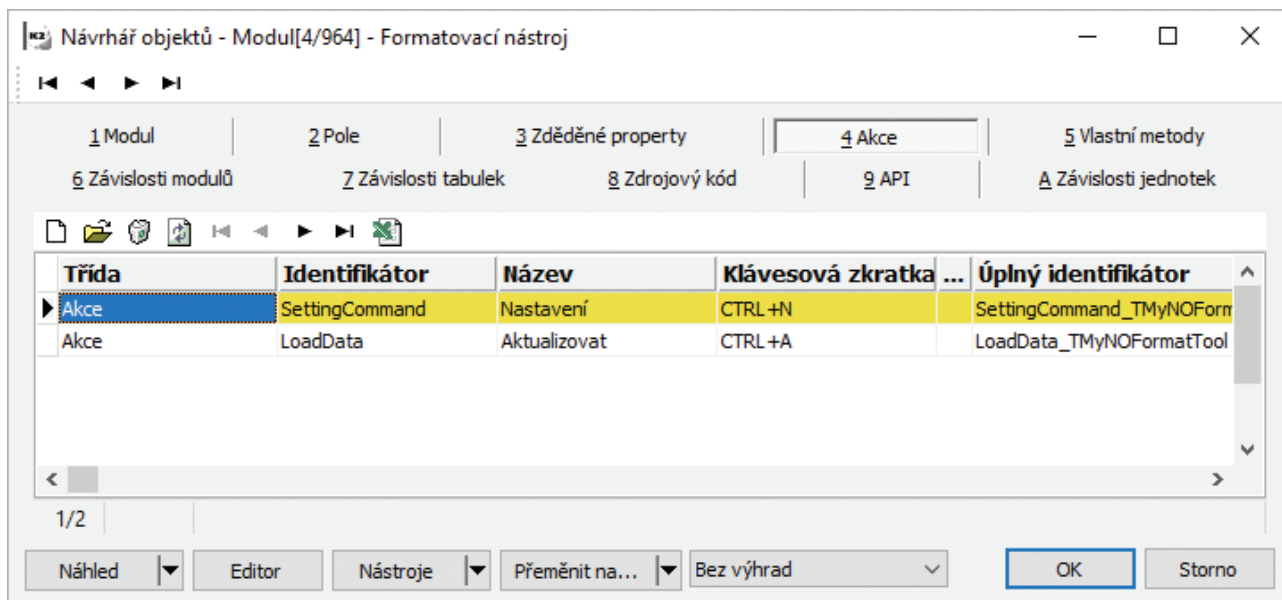 K2 Návrhář objektů - Modul[4/964] - Formatovací nástroj
1 Modul 2 Pole 3 Zděděné property 4 Akce 5 Vlastní metody
6 Závislosti modulů 7 Závislosti tabulek 8 Zdrojový kód 9 API A Závislosti jednotek
Třída Identifikátor Název Klávesová zkratka ... Úplný identifikátor
Akce SettingCommand Nastavení CTRL+N SettingCommand_TMyNOForm
Akce LoadData Aktualizovat CTRL+A LoadData_TMyNOFormatTool
1/2
Náhled Editor Nástroje Přeměnit na... Bez výhrad OK Storno